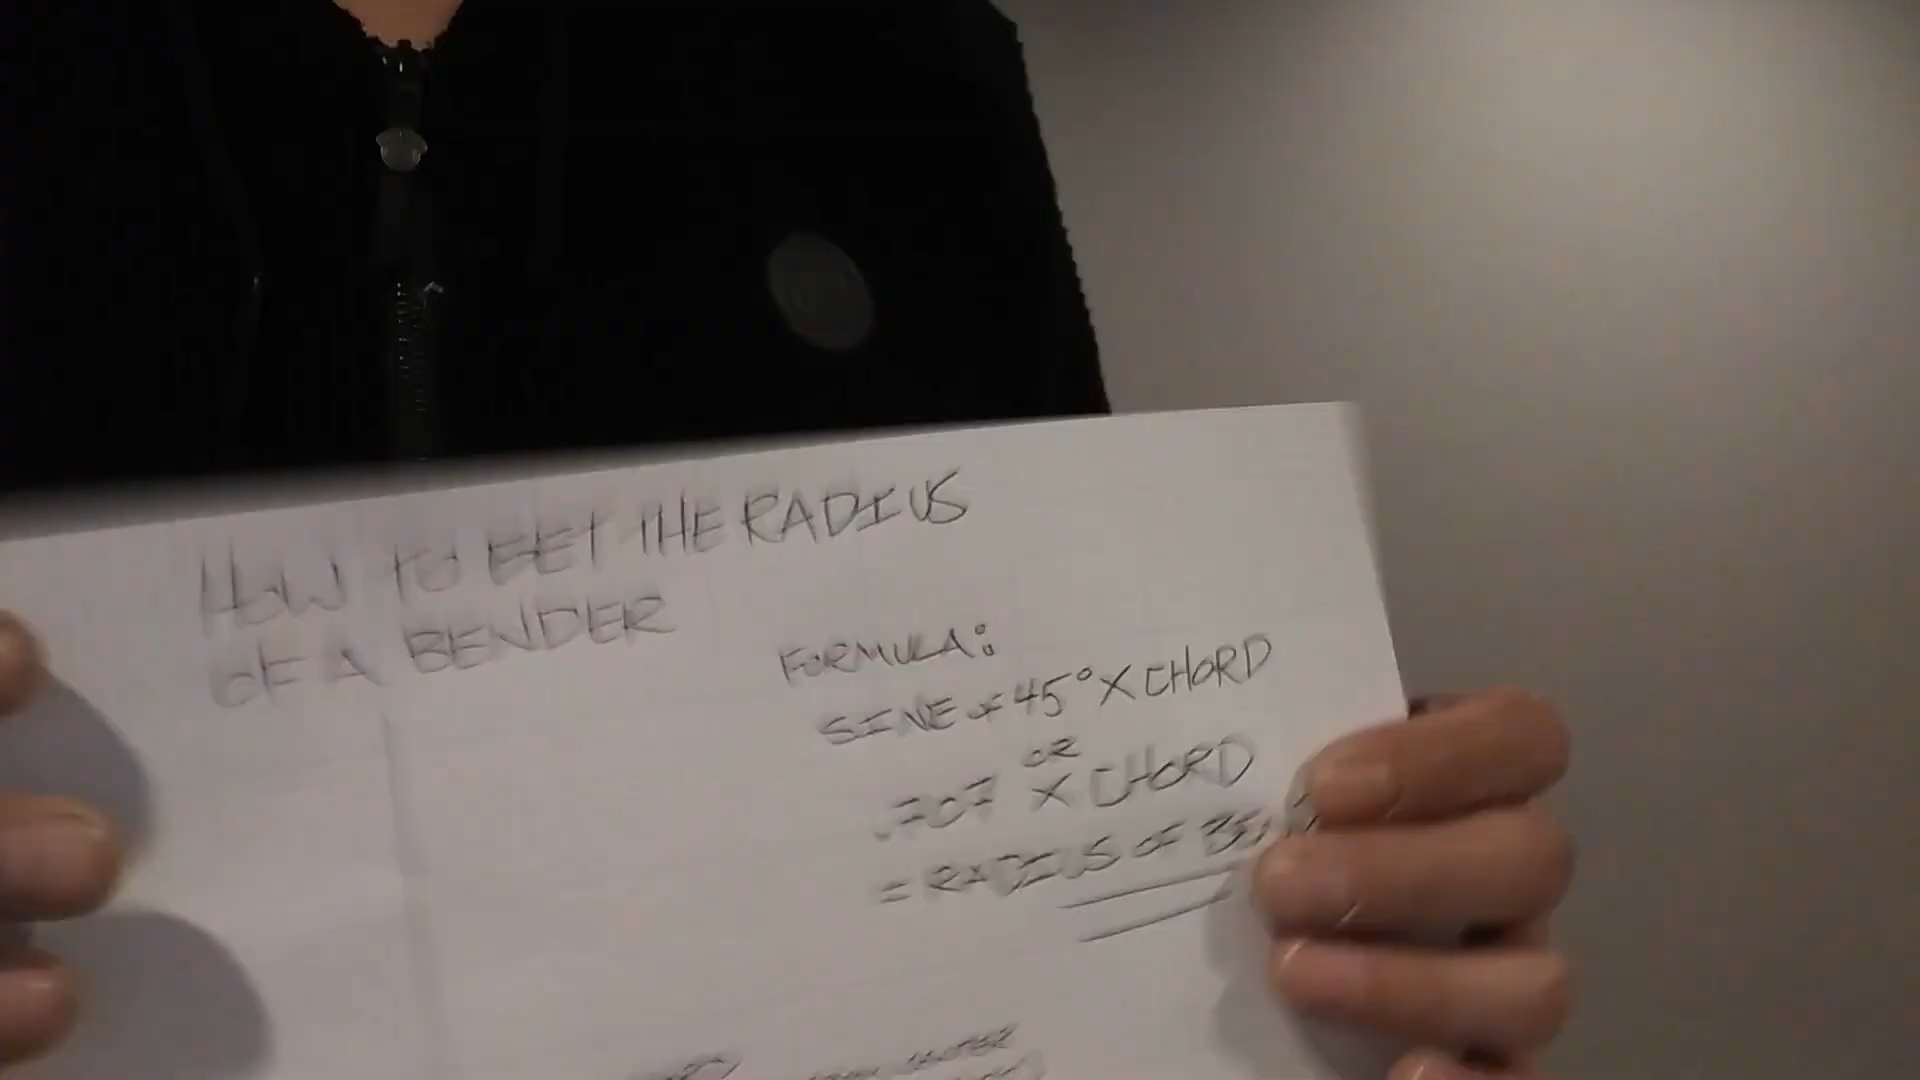 HOW TO GET THE RADIUS
OF A BENDER
FORMULA:
SINE OF 45° X CHORD
OR
.707 X CHORD
= RADIUS OF